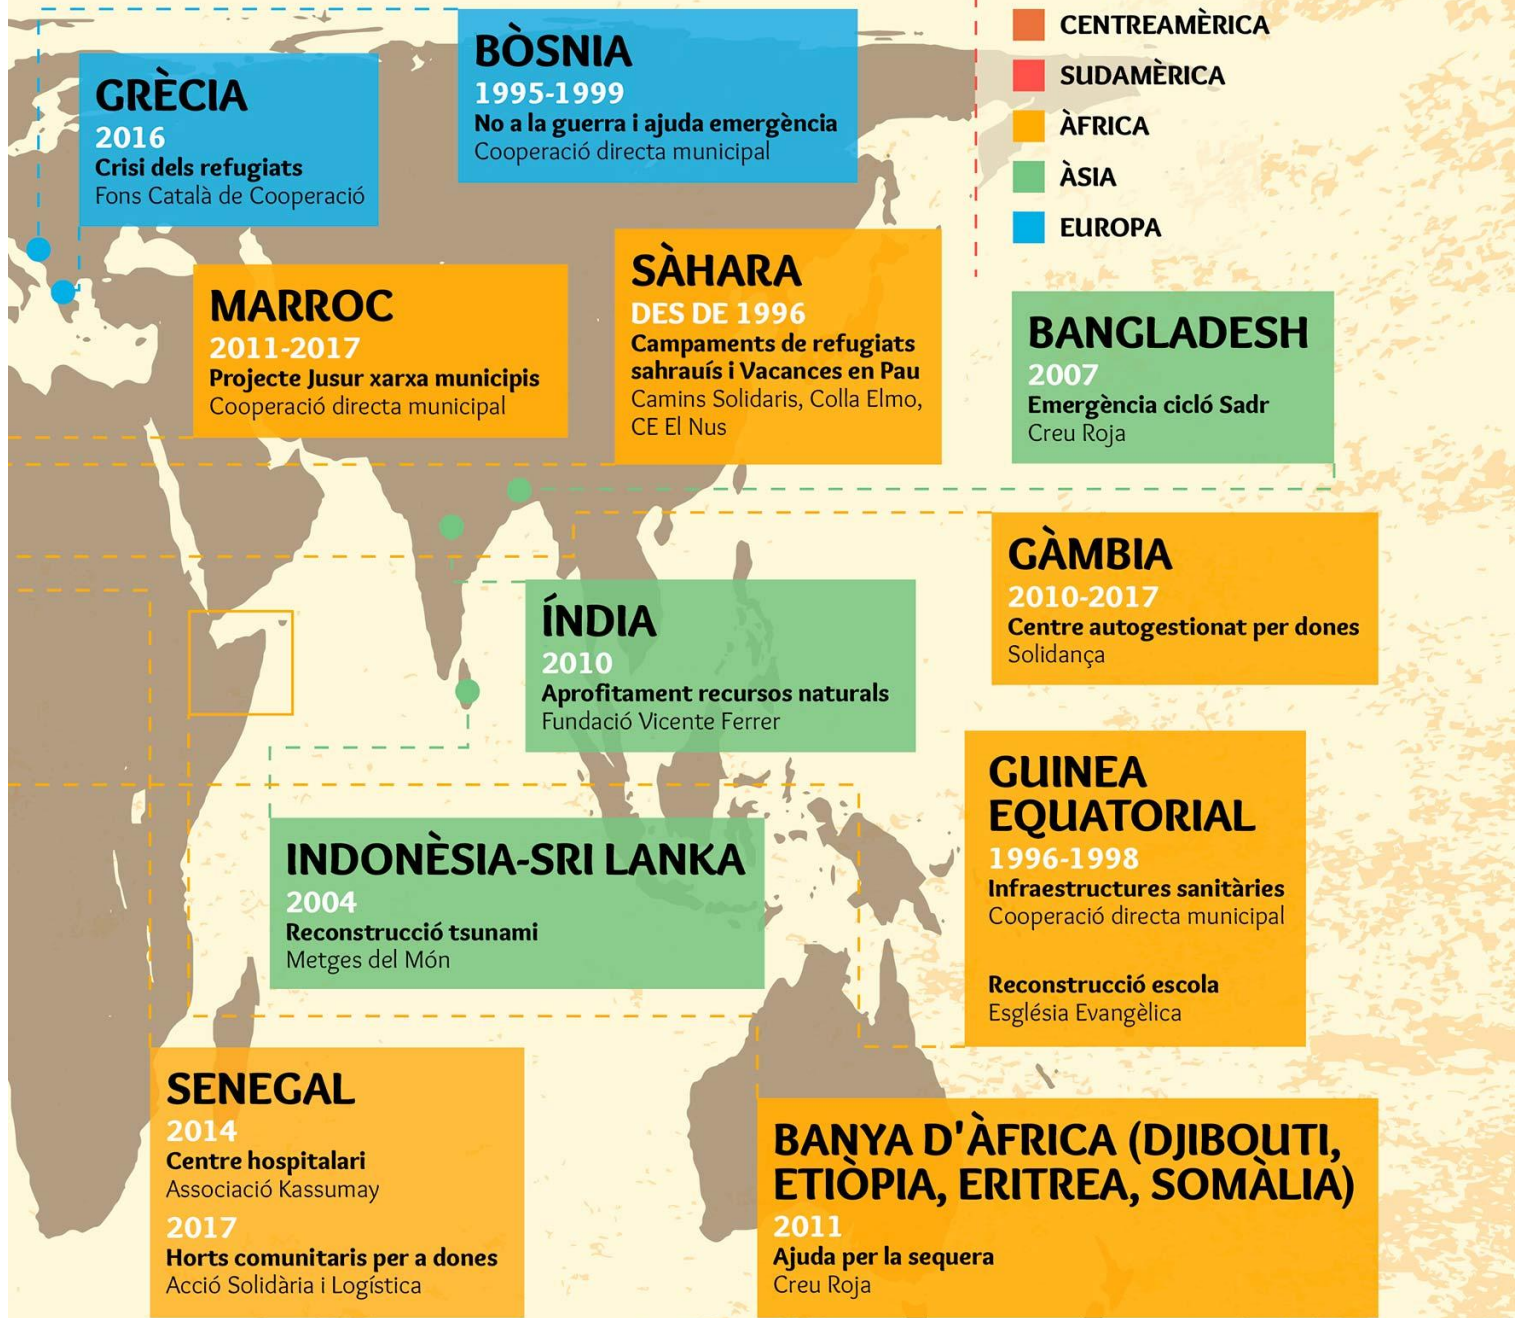 CENTREAMÈRICA
SUDAMÈRICA
ÀFRICA
ÀSIA
EUROPA
BÒSNIA
1995-1999
No a la guerra i ajuda emergència
Cooperació directa municipal
GRÈCIA
2016
Crisi dels refugiats
Fons Català de Cooperació
MARROC
2011-2017
Projecte Jusur xarxa municipis
Cooperació directa municipal
SÀHARA
DES DE 1996
Campaments de refugiats
sahrauís i Vacances en Pau
Camins Solidaris, Colla Elmo,
CE El Nus
BANGLADESH
2007
Emergència cicló Sadr
Creu Roja
GÀMBIA
2010-2017
Centre autogestionat per dones
Solidança
ÍNDIA
2010
Aprofitament recursos naturals
Fundació Vicente Ferrer
GUINEA
EQUATORIAL
1996-1998
Infraestructures sanitàries
Cooperació directa municipal
Reconstrucció escola
Església Evangèlica
INDONÈSIA-SRI LANKA
2004
Reconstrucció tsunami
Metges del Món
SENEGAL
2014
Centre hospitalari
Associació Kassumay
2017
Horts comunitaris per a dones
Acció Solidària i Logística
BANYA D'ÀFRICA (DJIBOUTI,
ETIÒPIA, ERITREA, SOMÀLIA)
2011
Ajuda per la sequera
Creu Roja